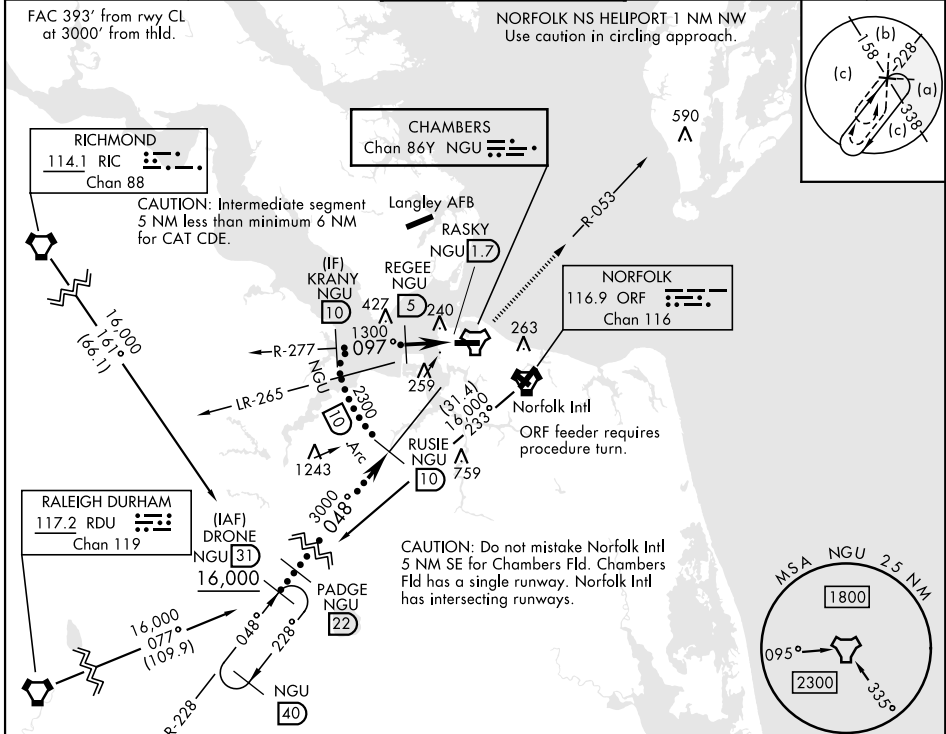 FAC 393' from rwy CL
at 3000' from thld.
NORFOLK NS HELIPORT 1 NM NW
Use caution in circling approach.
(b)
158
228
(c)
(a)
338
(c)
590
RICHMOND
114.1 RIC
Chan 88
CHAMBERS
Chan 86Y NGU
CAUTION: Intermediate segment
5 NM less than minimum 6 NM
for CAT CDE.
Langley AFB
R-053
RASKY
NGU 1.7
(IF)
KRANY
NGU
10
REGEE
NGU
5
NORFOLK
116.9 ORF
Chan 116
427
240
263
1300
097°
R-277
LR-265
NGU
10
Arc
2300
259
16,000
161°
(66.1)
(31.4)
16,000
233°
Norfolk Intl
ORF feeder requires
procedure turn.
1243
RUSIE
NGU
10
759
3000
048°
RALEIGH DURHAM
117.2 RDU
Chan 119
(IAF)
DRONE
NGU 31
16,000
CAUTION: Do not mistake Norfolk Intl
5 NM SE for Chambers Fld. Chambers
Fld has a single runway. Norfolk Intl
has intersecting runways.
PADGE
NGU
22
16,000
077°
(109.9)
048°
228°
R-228
NGU
40
MSA NGU 25 NM
1800
095°
2300
335°